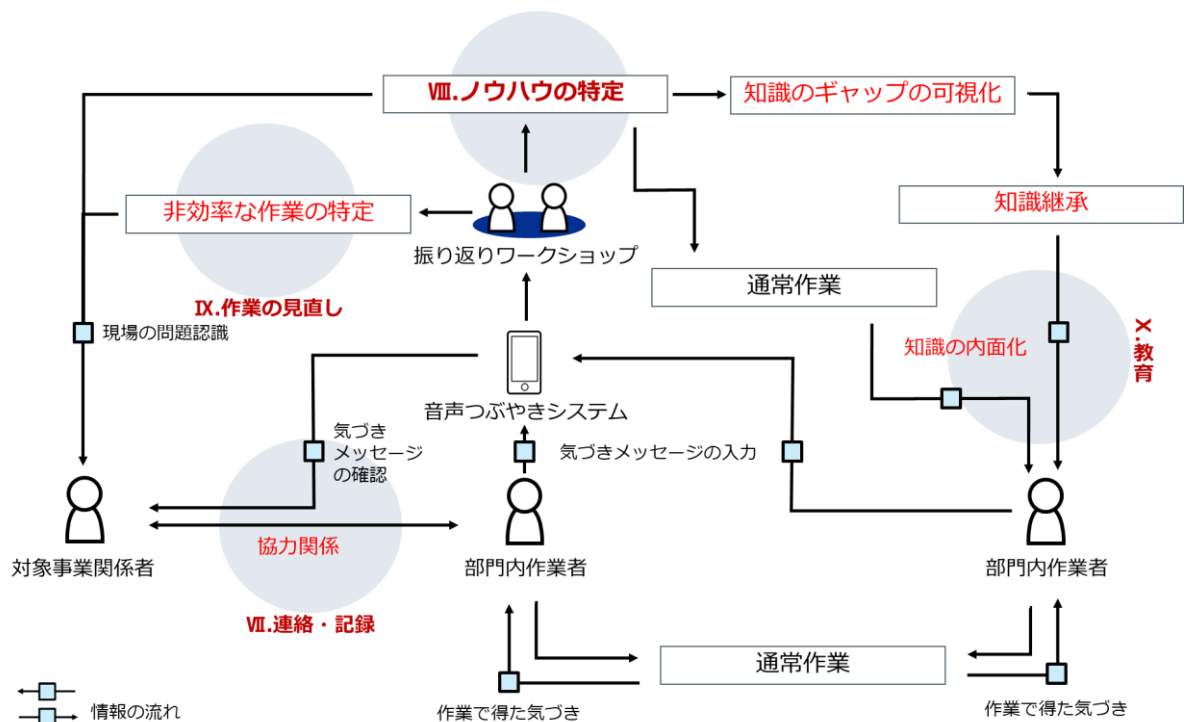 Ⅷ.ノウハウの特定
知識のギャップの可視化
非効率な作業の特定
知識継承
振り返りワークショップ
通常作業
Ⅸ.作業の見直し
現場の問題認識
知識の内面化
Ⅹ.教育
音声つぶやきシステム
気づき
メッセージ
の確認
気づきメッセージの入力
協力関係
対象事業関係者
部門内作業者
部門内作業者
Ⅶ.連絡・記録
通常作業
作業で得た気づき
作業で得た気づき
情報の流れ